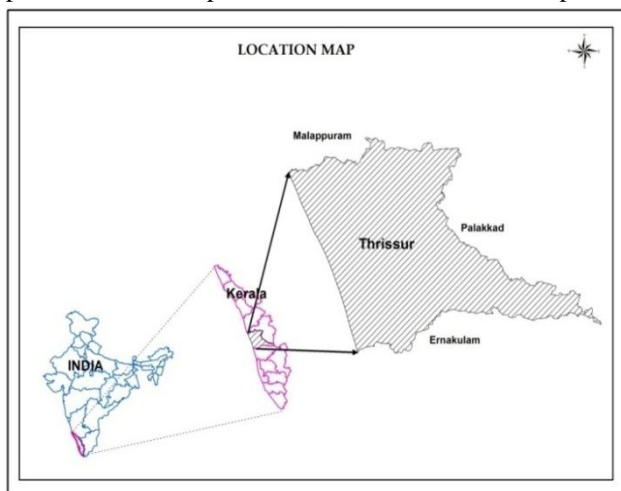 LOCATION MAP
Malappuram
Palakkad
Thrissur
Kerala
Ernakulam
INDIA